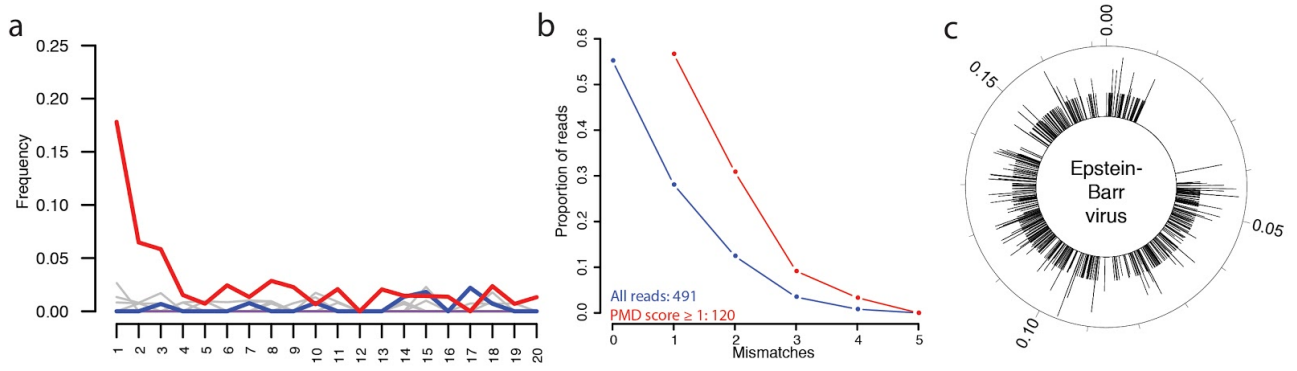 a
Frequency
0.25
0.20
0.15
0.10
0.05
0.00
1 2 3 4 5 6 7 8 9 10 11 12 13 14 15 16 17 18 19 20
b
Proportion of reads
0.6
0.5
0.4
0.3
0.2
0.1
0.0
All reads: 491
PMD score ≥ 1: 120
0 1 2 3 4 5
Mismatches
c
0.00
0.15
Epstein-
Barr
virus
0.05
0.10